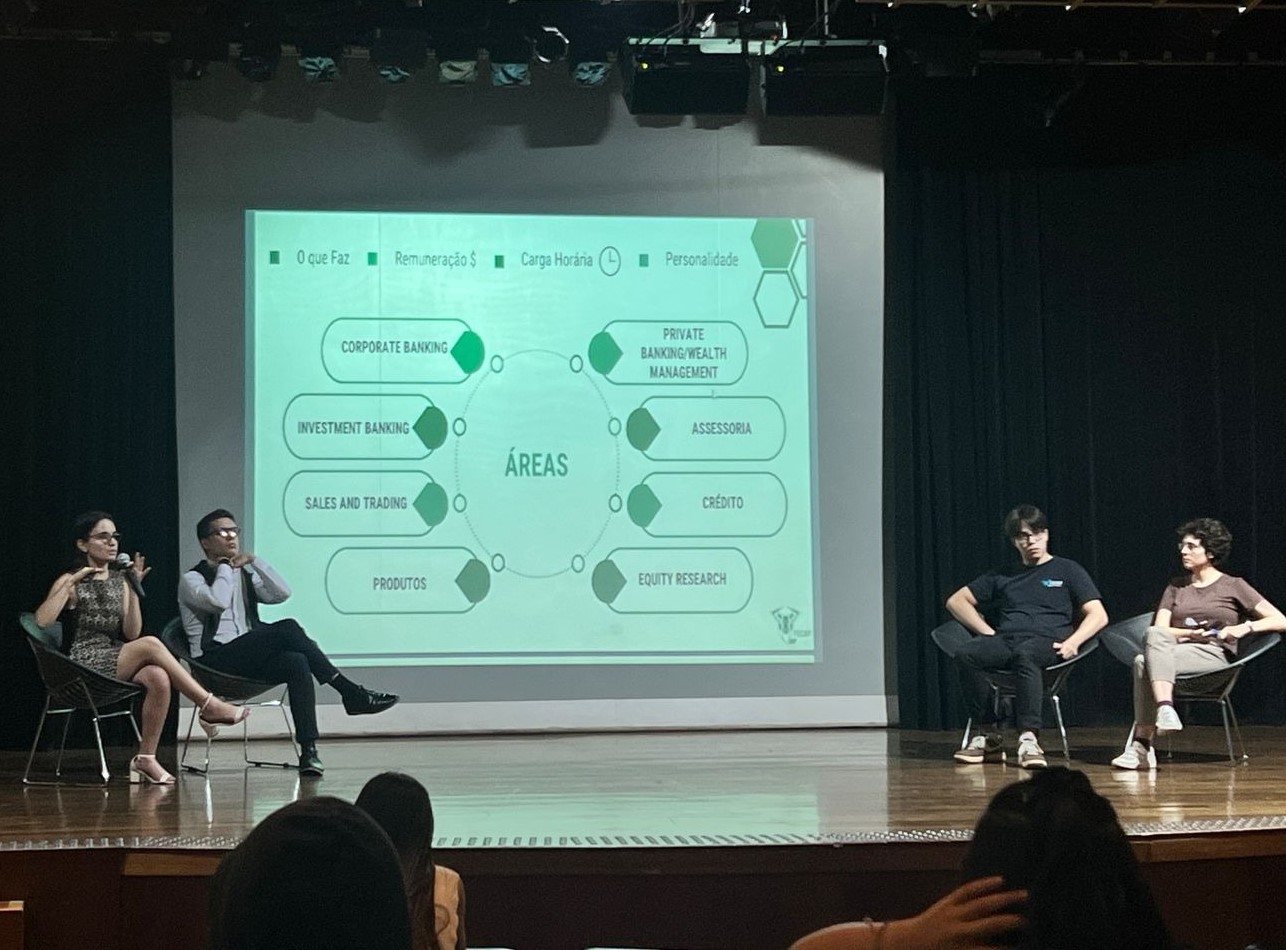 O que Faz
Remuneração $
Carga Horária
Personalidade
CORPORATE BANKING
INVESTMENT BANKING
SALES AND TRADING
PRODUTOS
ÁREAS
PRIVATE
BANKING/WEALTH
MANAGEMENT
ASSESSORIA
CRÉDITO
EQUITY RESEARCH